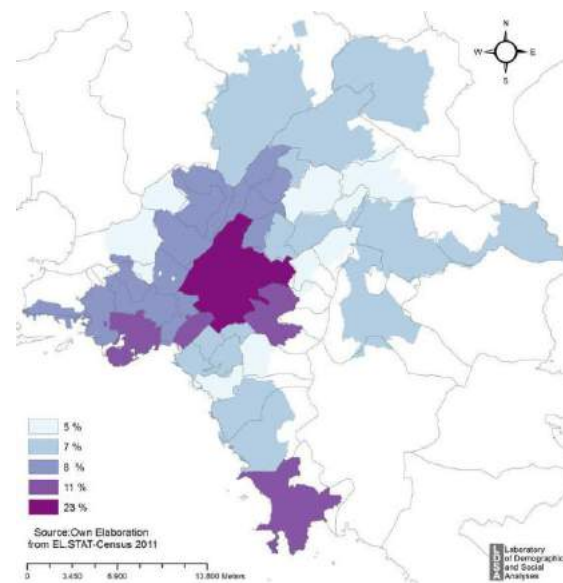 N
W E
S
5 %
7 %
8 %
11 %
23 %
Source:Own Elaboration
from EL.STAT-Census 2011
0 3.450 6.900 13.800 Meters
LDSA
Laboratory
of Demographic
and Social
Analyses